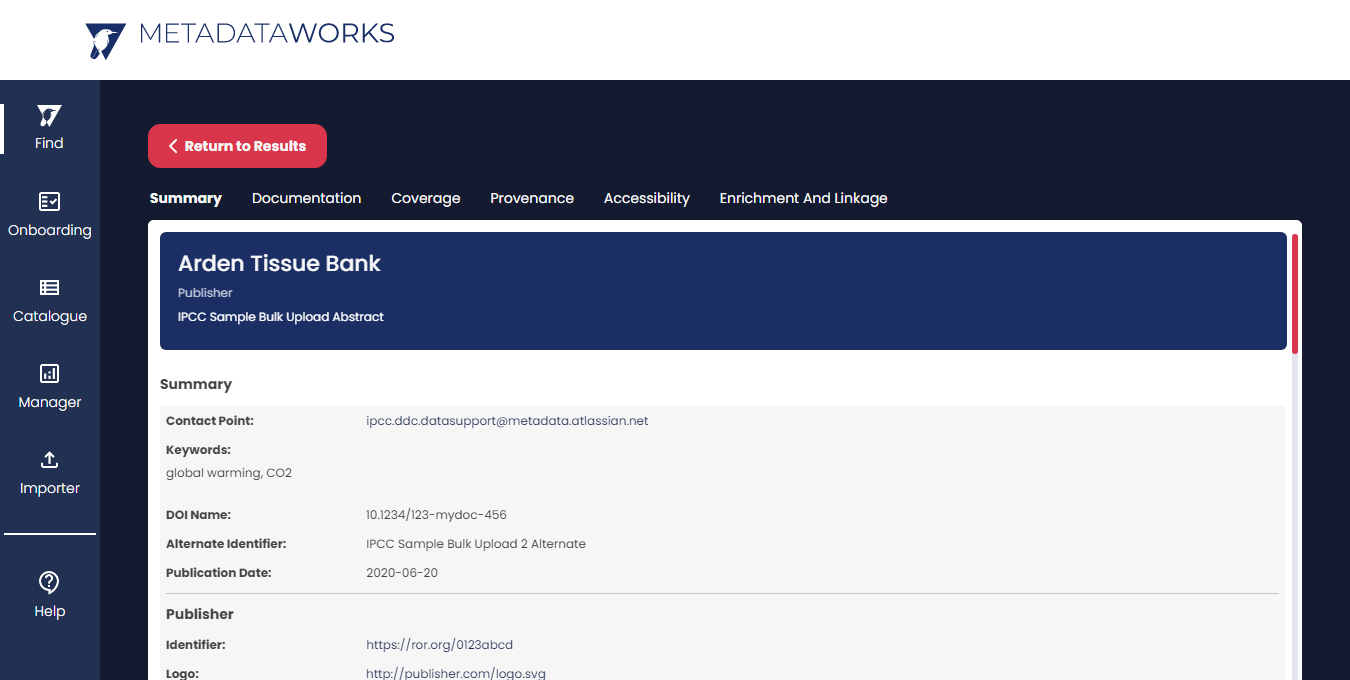 METADATAWORKS
Find
Onboarding
Catalogue
Manager
Importer
Help
Return to Results
Summary Documentation Coverage Provenance Accessibility Enrichment And Linkage
Arden Tissue Bank
Publisher
IPCC Sample Bulk Upload Abstract
Summary
Contact Point: ipcc.ddc.datasupport@metadata.atlassian.net
Keywords:
global warming, CO2
DOI Name: 10.1234/123-mydoc-456
Alternate Identifier: IPCC Sample Bulk Upload 2 Alternate
Publication Date: 2020-06-20
Publisher
Identifier: https://ror.org/0123abcd
Logo: http://publisher.com/logo.svg